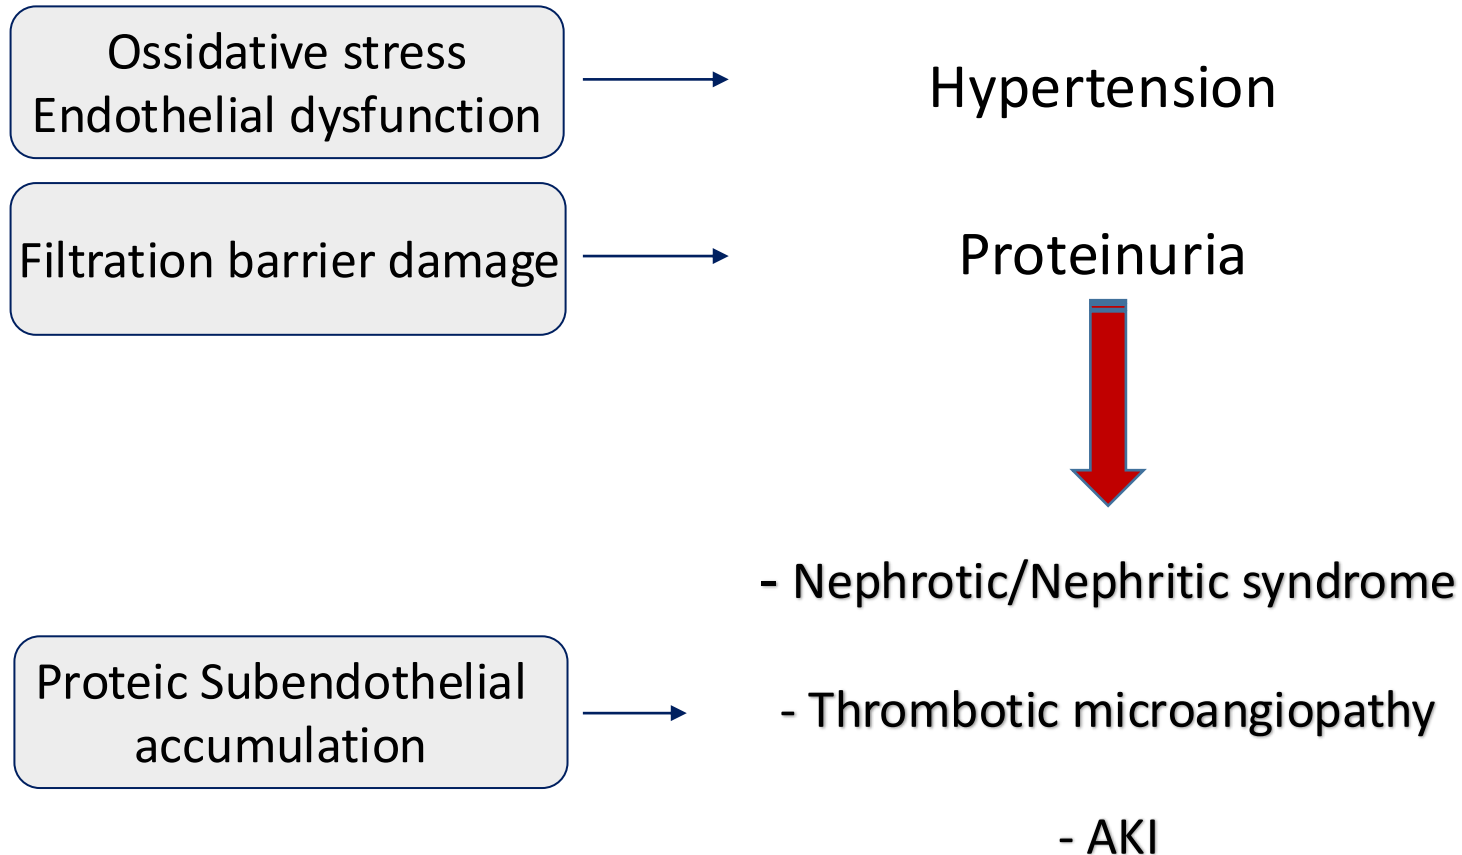 Ossidative stress
Endothelial dysfunction
Hypertension
Filtration barrier damage
Proteinuria
- Nephrotic/Nephritic syndrome
Proteic Subendothelial
accumulation
- Thrombotic microangiopathy
- AKI